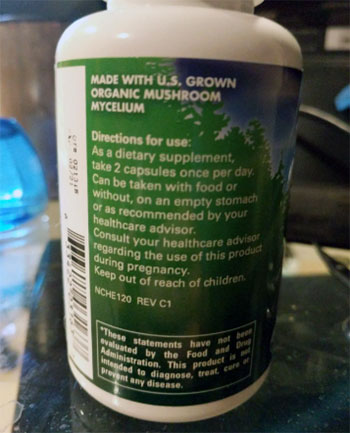 MADE WITH U.S. GROWN
ORGANIC MUSHROOM
MYCELIUM
Directions for use:
As a dietary supplement,
take 2 capsules once per day.
Can be taken with food or
without, on an empty stomach
or as recommended by your
healthcare advisor.
Consult your healthcare advisor
regarding the use of this product
during pregnancy.
Keep out of reach of children.
NCHE120 REV C1
*These statements have not been
evaluated by the Food and Drug
Administration. This product is not
intended to diagnose, treat, cure or
prevent any disease.